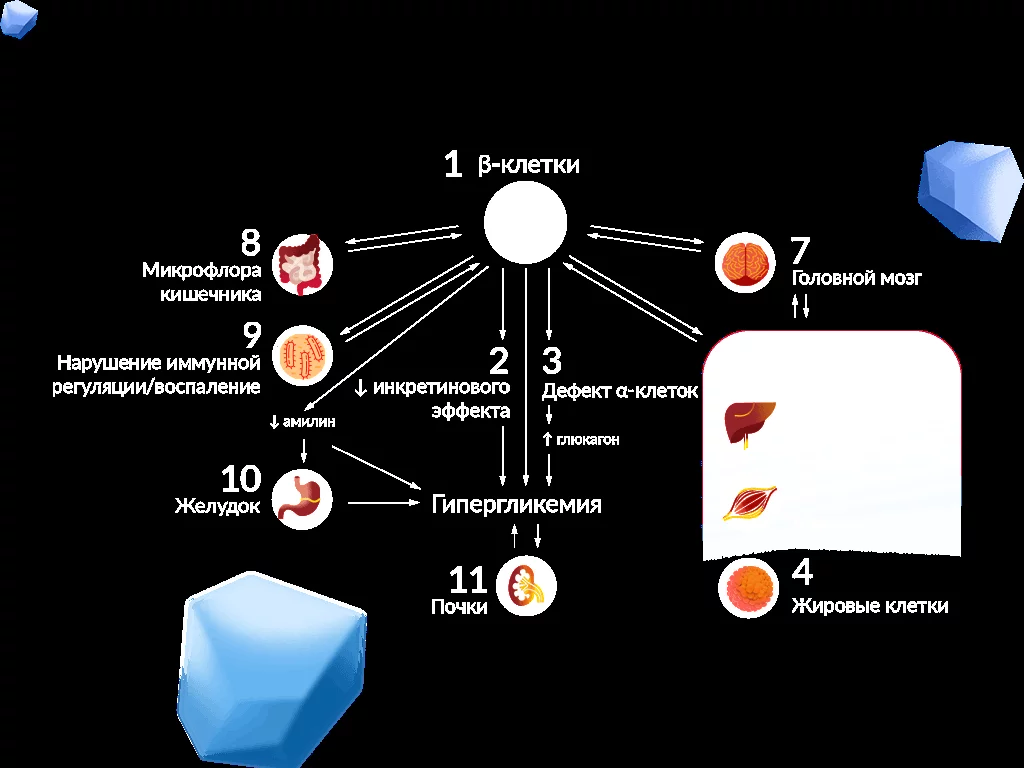 1 β-клетки
8
Микрофлора
кишечника
7
Головной мозг
9
Нарушение иммунной
регуляции/воспаление
2
↓ инкретинового
эффекта
3
Дефект α-клеток
↓ амилин
↑ глюкагон
10
Желудок
Гипергликемия
11
Почки
4
Жировые клетки